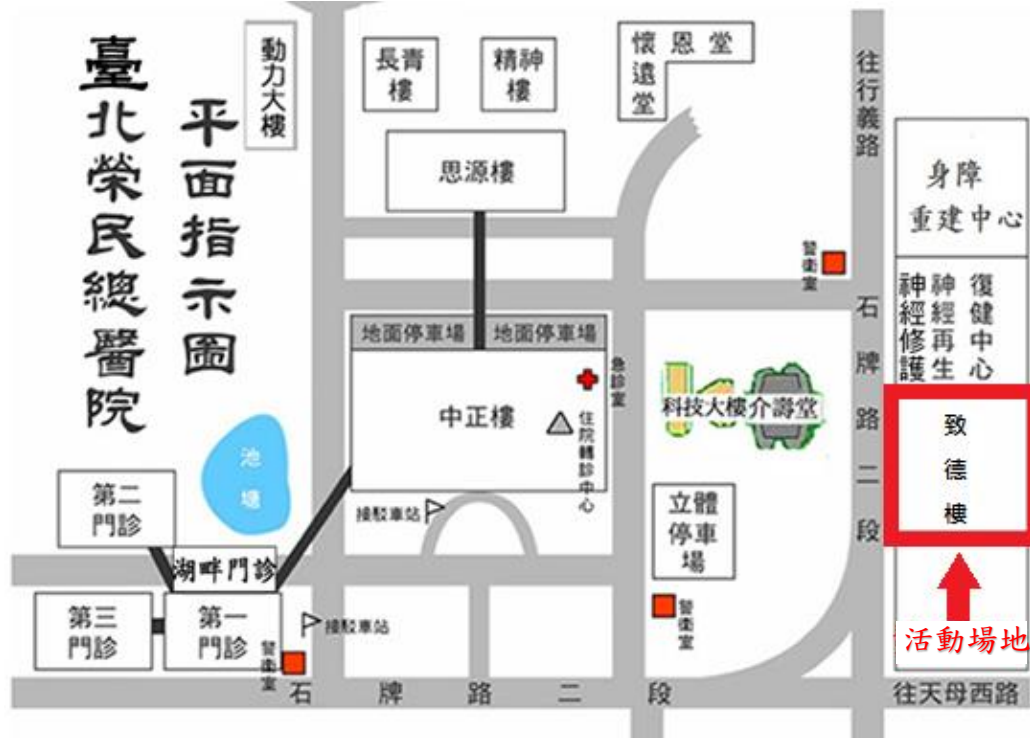 臺北榮民總醫院
平面指示圖
動力大樓
長青樓
精神樓
懷恩堂
懷遠堂
往行義路
思源樓
身障
重建中心
警衛室
石牌路二段
神經修護
神經再生
復健中心
地面停車場
地面停車場
急診室
中正樓
住院轉診中心
科技大樓
介壽堂
致德樓
池塘
第二
門診
接駁車站
立體
停車
場
湖畔門診
第三
門診
第一
門診
警衛室
接駁車站
警衛室
活動場地
石牌路二段
往天母西路